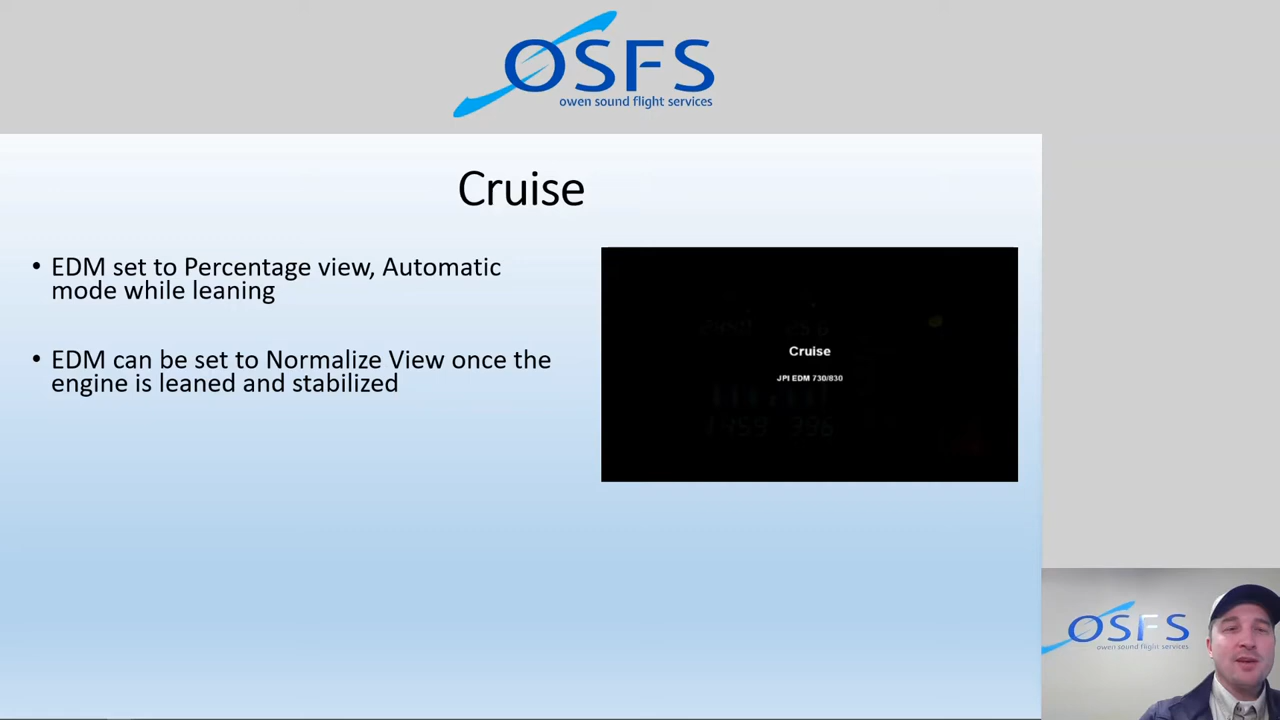 OSFS
owen sound flight services
Cruise
• EDM set to Percentage view, Automatic
mode while leaning
• EDM can be set to Normalize View once the
engine is leaned and stabilized
Cruise
JPI EDM 730/830
OSFS
owen sound flight services